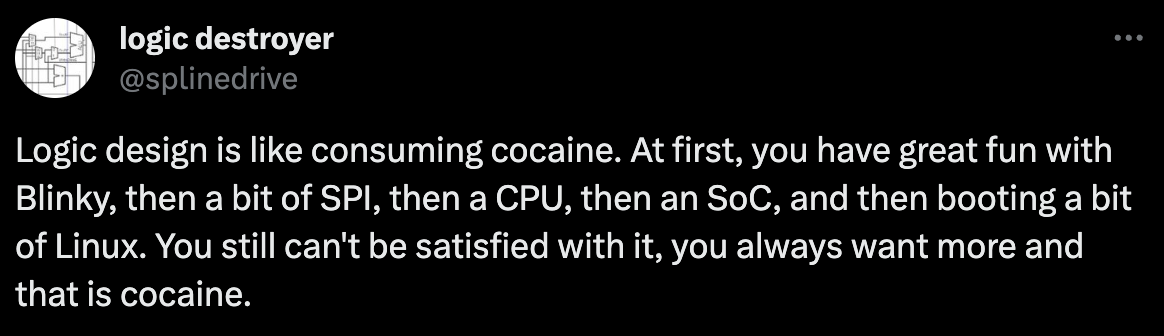 logic destroyer
@splinedrive
Logic design is like consuming cocaine. At first, you have great fun with
Blinky, then a bit of SPI, then a CPU, then an SoC, and then booting a bit
of Linux. You still can't be satisfied with it, you always want more and
that is cocaine.